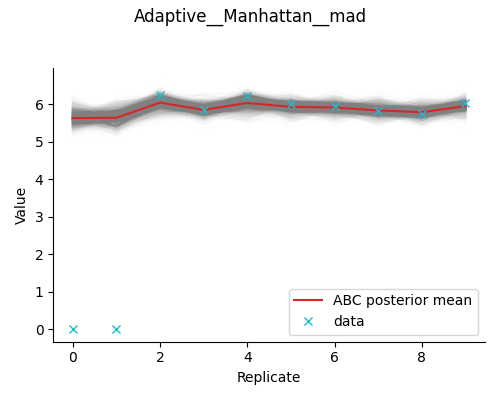 Adaptive__Manhattan__mad
6
5
4
3
2
1
0
Value
ABC posterior mean
data
0
2
4
6
8
Replicate